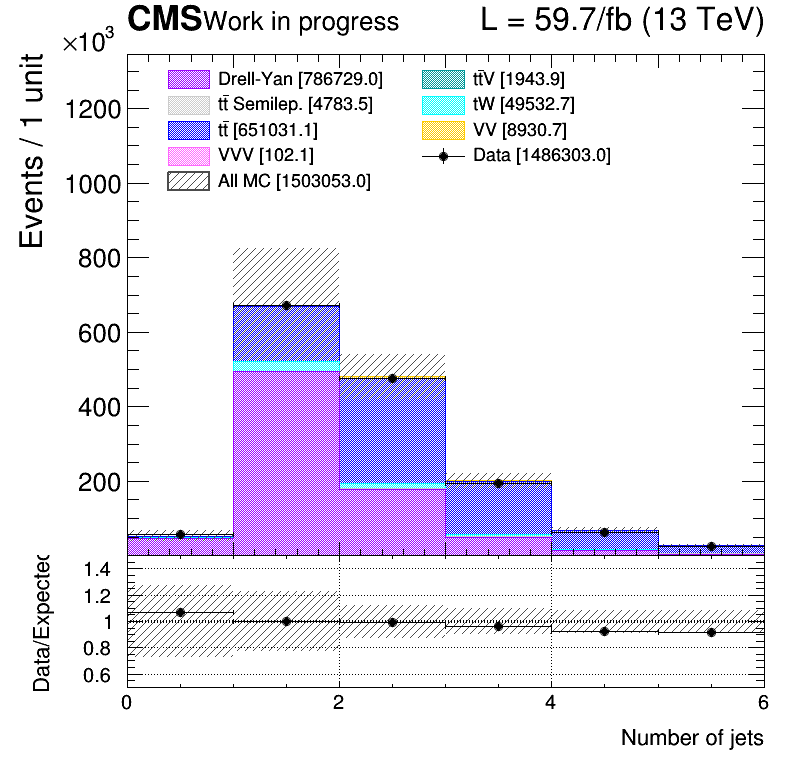 CMS Work in progress L = 59.7/fb (13 TeV)
×10³
Events / 1 unit
Drell-Yan [786729.0]
tt̄ Semilep. [4783.5]
tt̄ [651031.1]
VVV [102.1]
All MC [1503053.0]
tt̄V [1943.9]
tW [49532.7]
VV [8930.7]
Data [1486303.0]
1200
1000
800
600
400
200
Data/Expected
1.4
1.2
1
0.8
0.6
0 2 4 6
Number of jets